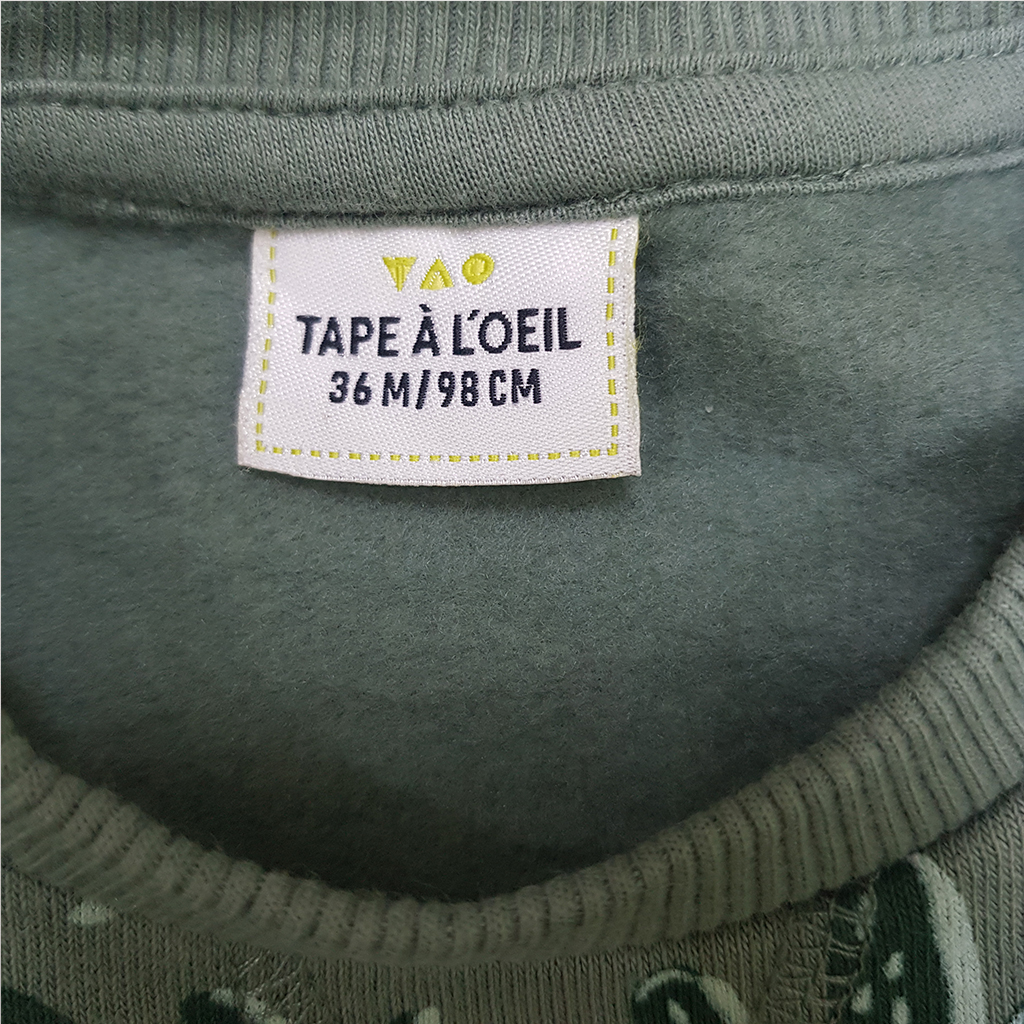 TAO
TAPE À L'OEIL
36 M/98 CM